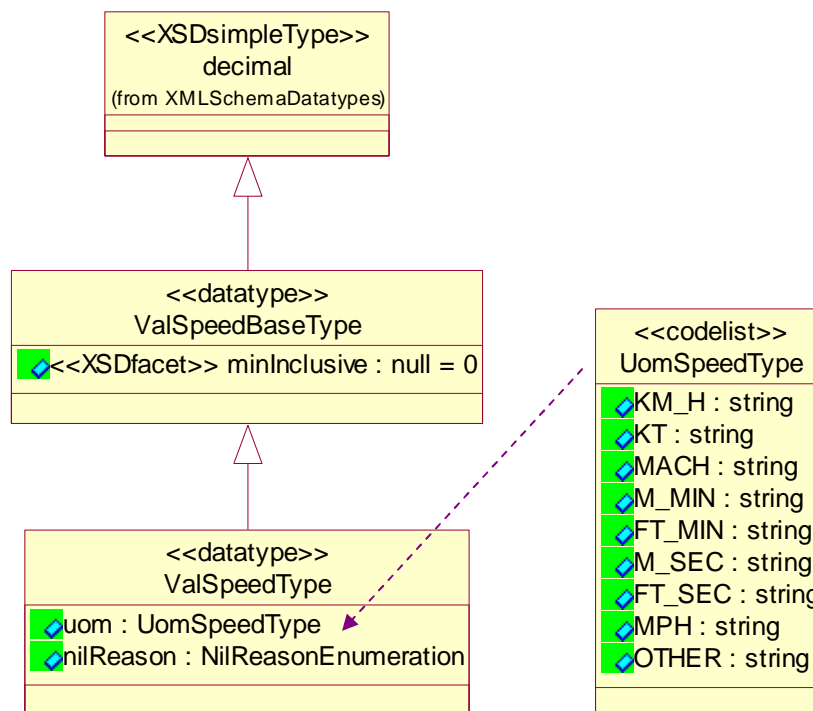 <<XSDsimpleType>>
decimal
(from XMLSchemaDatatypes)
<<datatype>>
ValSpeedBaseType
<<XSDfacet>> minInclusive : null = 0
<<datatype>>
ValSpeedType
uom : UomSpeedType
nilReason : NilReasonEnumeration
<<codelist>>
UomSpeedType
KM_H : string
KT : string
MACH : string
M_MIN : string
FT_MIN : string
M_SEC : string
FT_SEC : string
MPH : string
OTHER : string